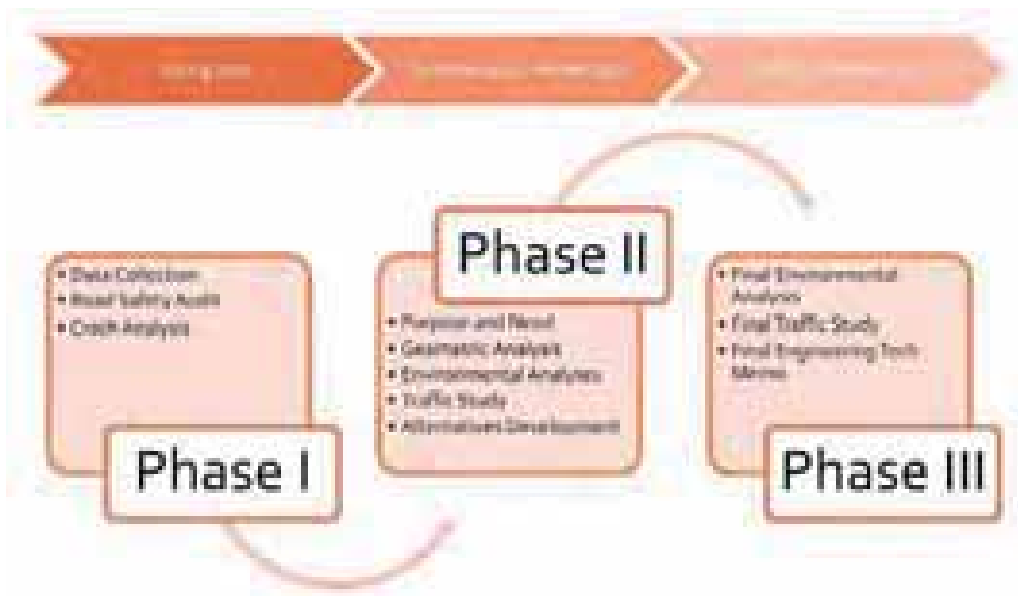 Phase II
• Data Collection
• Road Safety Audit
• Crash Analysis
• Purpose and Need
• Geometric Analysis
• Environmental Analyses
• Traffic Study
• Alternatives Development
• Final Environmental
Analysis
• Final Traffic Study
• Final Engineering Tech
Memo
Phase I
Phase III